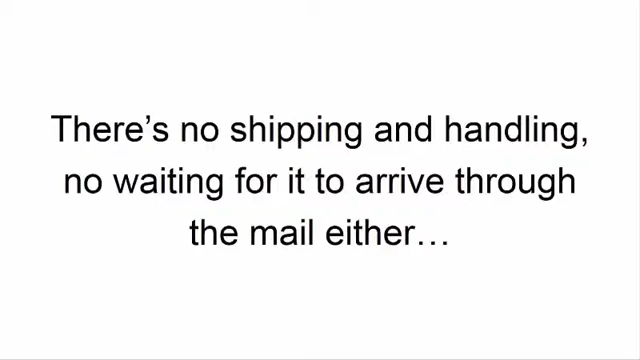 There’s no shipping and handling,
no waiting for it to arrive through
the mail either…